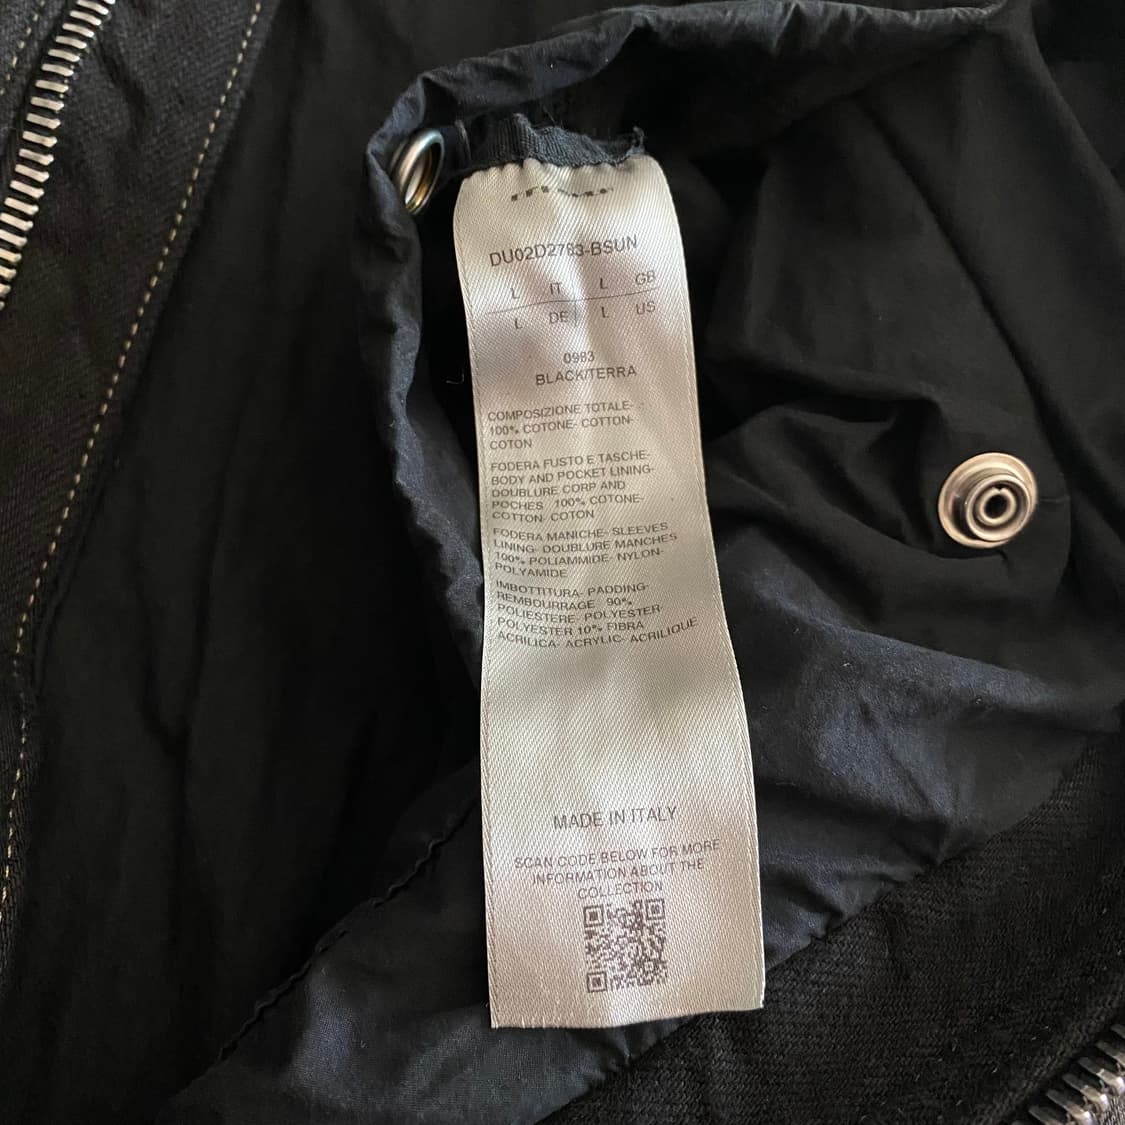 DU02D2783-BSUN
L IT L GB
L DE L US
0983
BLACK/TERRA
COMPOSIZIONE TOTALE-
100% COTONE- COTTON-
COTON
FODERA FUSTO E TASCHE-
BODY AND POCKET LINING-
DOUBLURE CORP AND
POCHES 100% COTONE-
COTTON- COTON
FODERA MANICHE- SLEEVES
LINING- DOUBLURE MANCHES
100% POLIAMMIDE- NYLON-
POLYAMIDE
IMBOTTITURA- PADDING-
REMBOURRAGE 90%
POLIESTERE- POLYESTER-
POLYESTER 10% FIBRA
ACRILICA- ACRYLIC- ACRILIQUE
MADE IN ITALY
SCAN CODE BELOW FOR MORE
INFORMATION ABOUT THE
COLLECTION